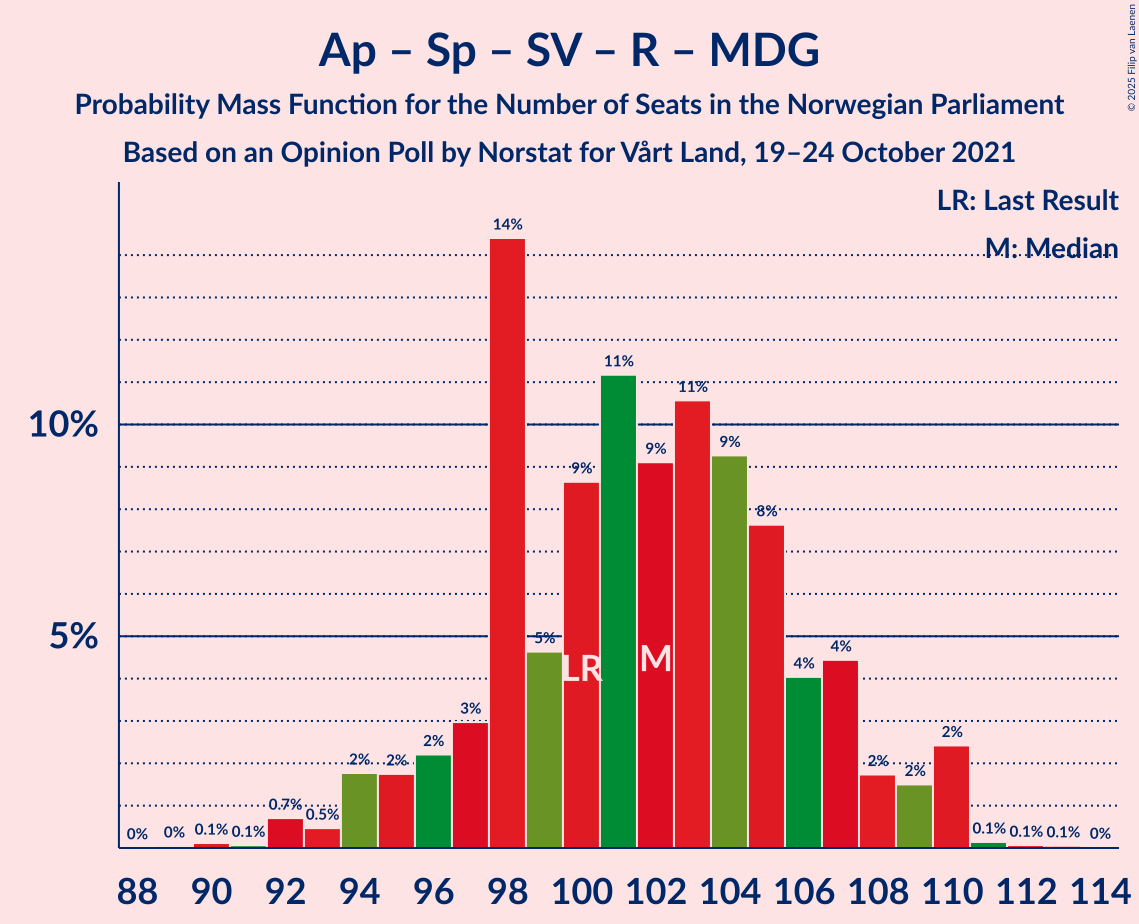 Ap – Sp – SV – R – MDG
Probability Mass Function for the Number of Seats in the Norwegian Parliament
Based on an Opinion Poll by Norstat for Vårt Land, 19–24 October 2021
© 2025 Filip van Laenen
LR: Last Result
M: Median
10%
5%
0% 0% 0.1% 0.1% 0.7% 0.5% 2% 2% 2% 3% 14% 5% 9% 11% 9% 11% 9% 8% 4% 4% 2% 2% 2% 0.1% 0.1% 0.1% 0%
LR M
88 90 92 94 96 98 100 102 104 106 108 110 112 114